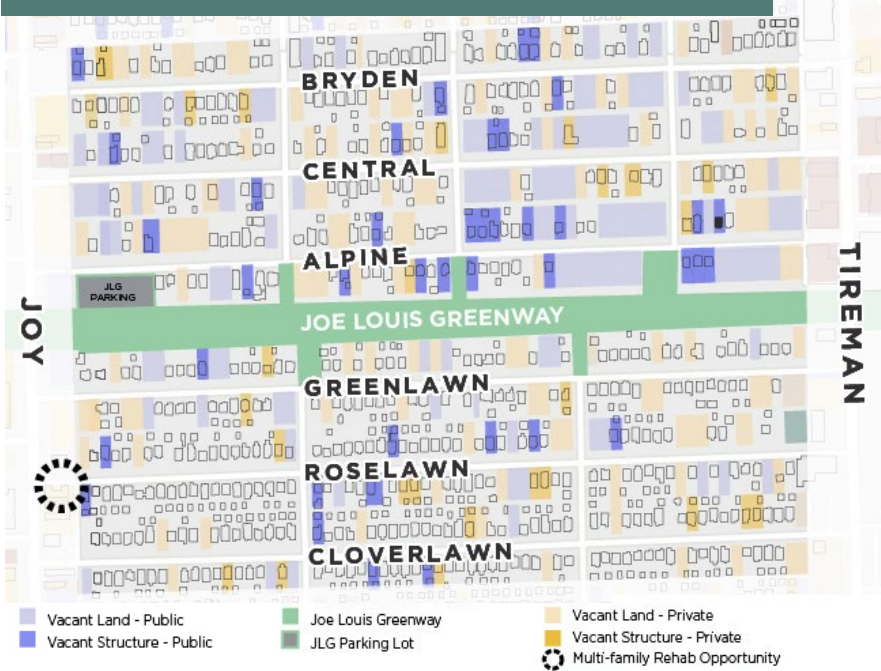 BRYDEN
CENTRAL
ALPINE
JLG
PARKING
JOE LOUIS GREENWAY
JOY
TIREMAN
GREENLAWN
ROSELAWN
CLOVERLAWN
Vacant Land - Public
Vacant Structure - Public
Joe Louis Greenway
JLG Parking Lot
Vacant Land - Private
Vacant Structure - Private
Multi-family Rehab Opportunity